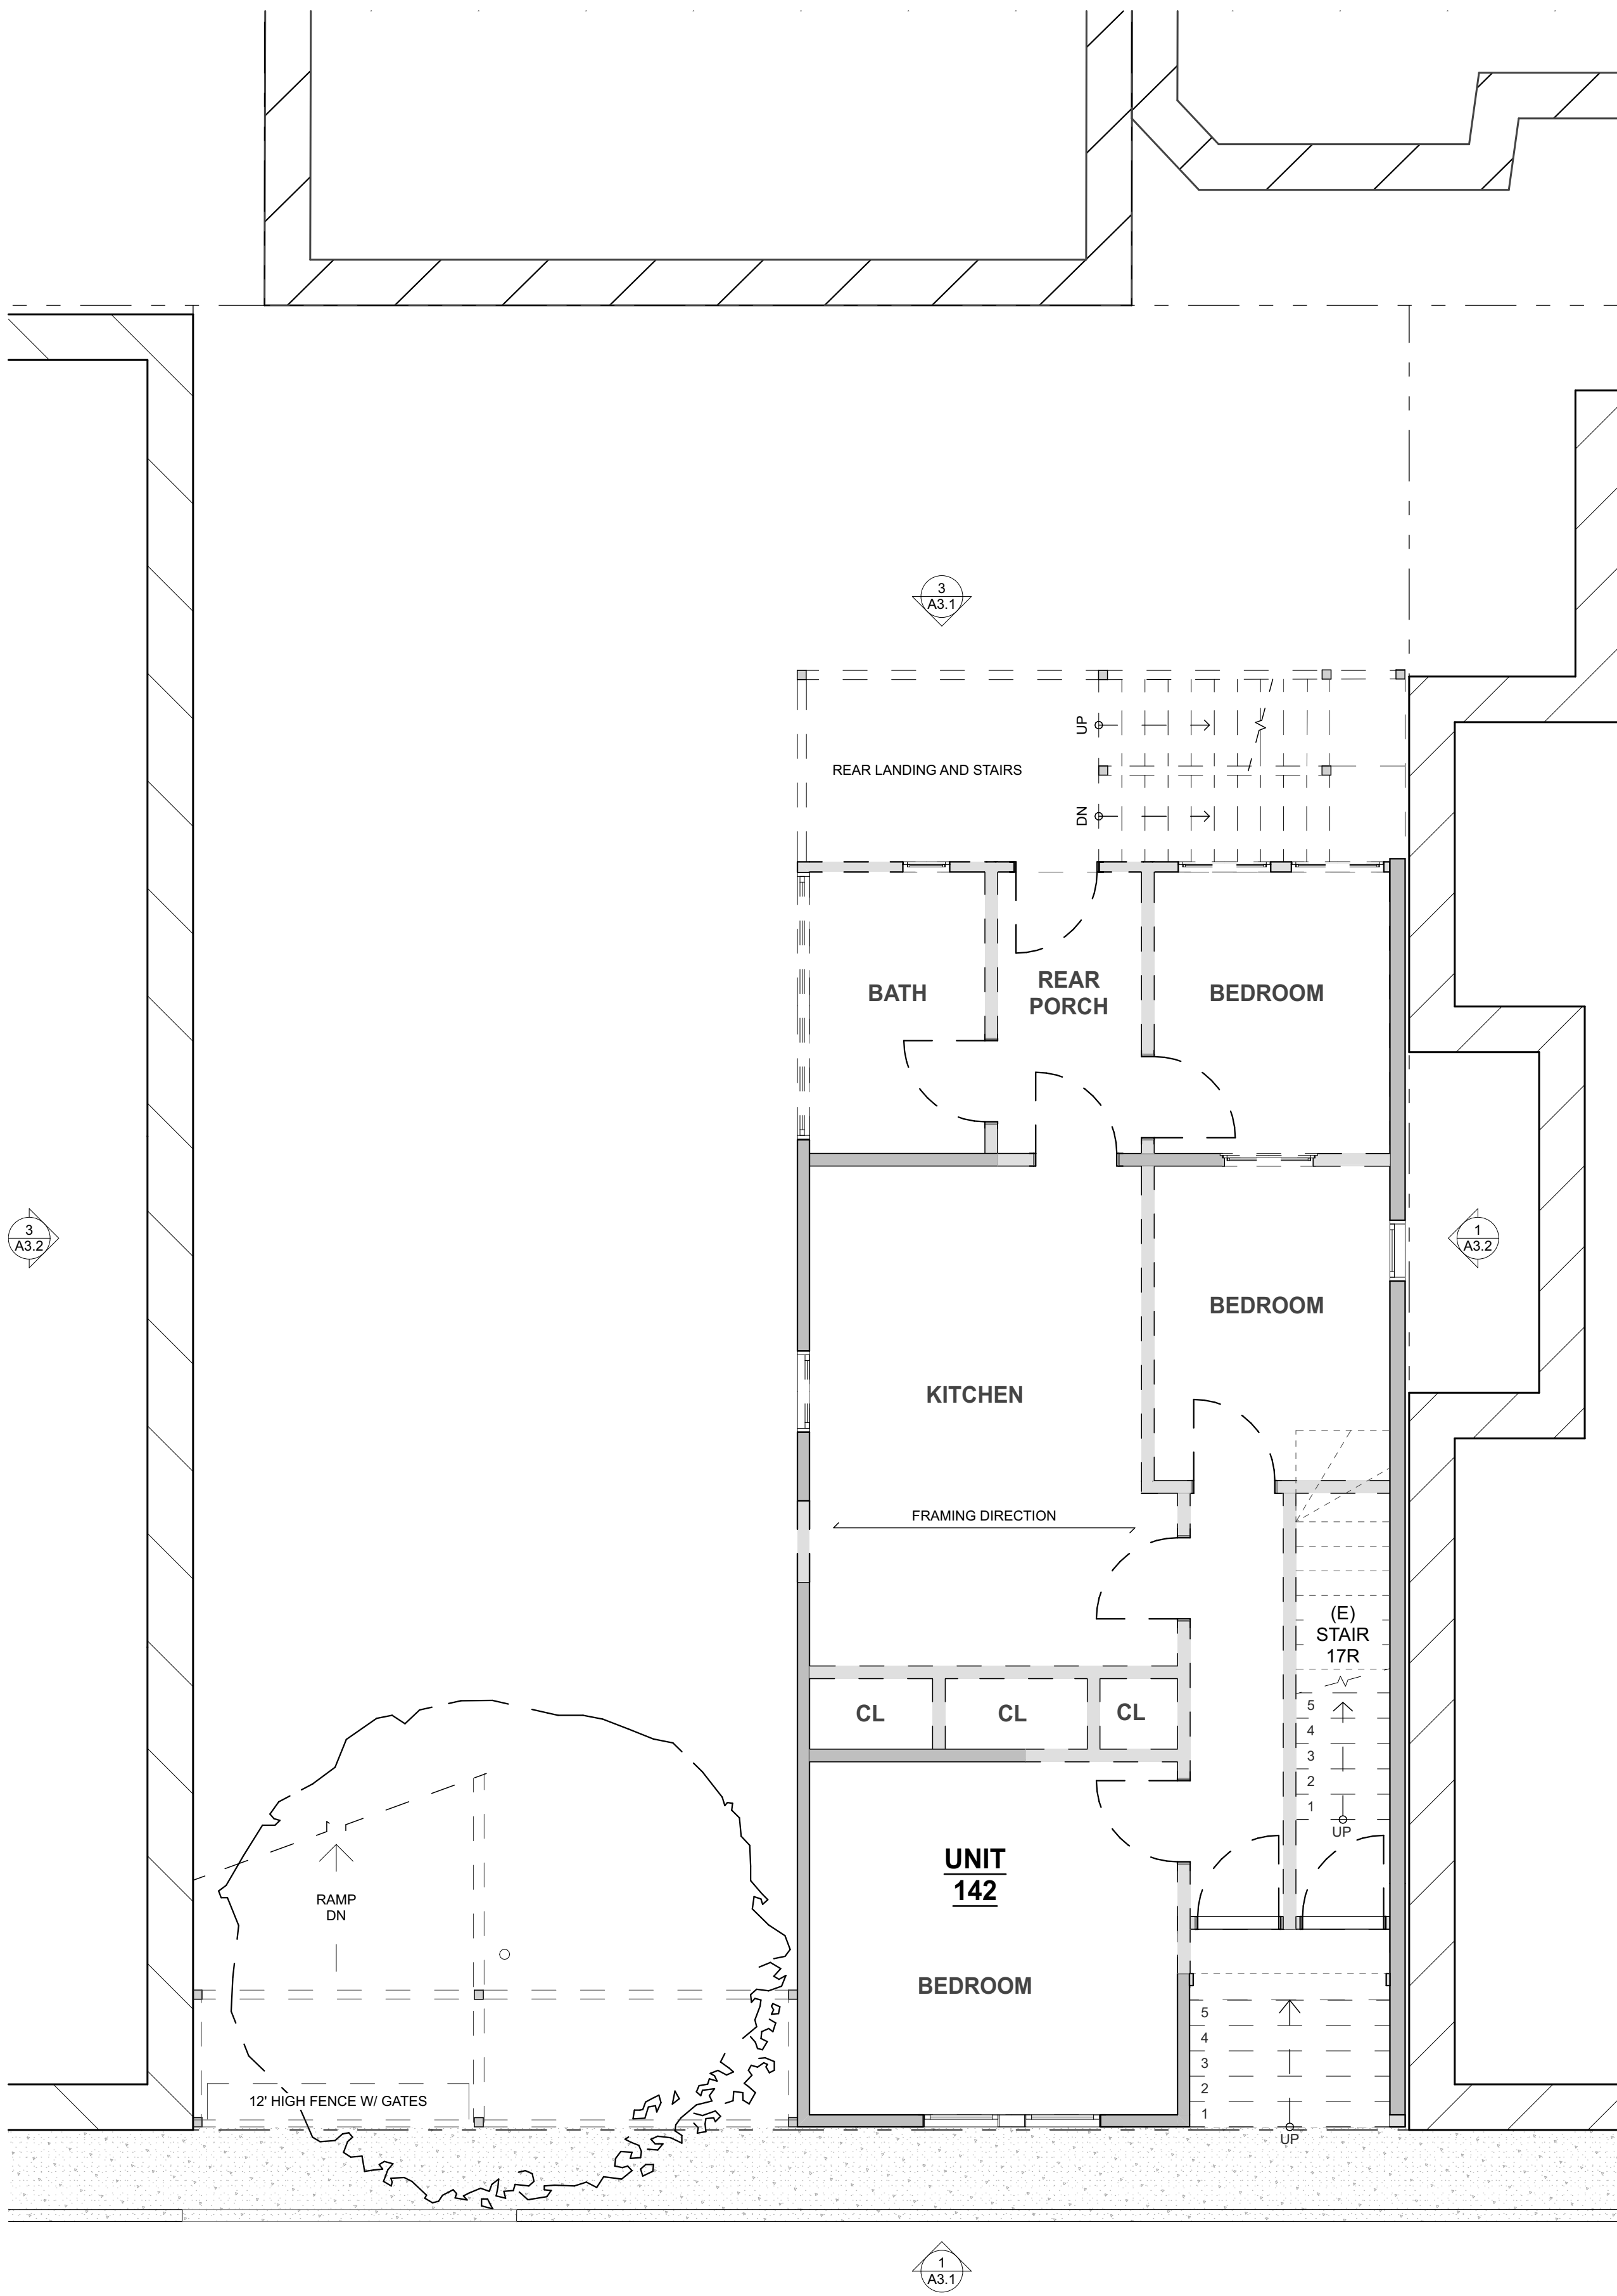 3
A3.1
UP
REAR LANDING AND STAIRS
DN
BATH
REAR
PORCH
BEDROOM
3
A3.2
1
A3.2
BEDROOM
KITCHEN
FRAMING DIRECTION
(E)
STAIR
17R
CL
CL
CL
5
4
3
2
1
UP
UNIT
142
RAMP
DN
BEDROOM
5
4
3
2
1
12' HIGH FENCE W/ GATES
UP
1
A3.1